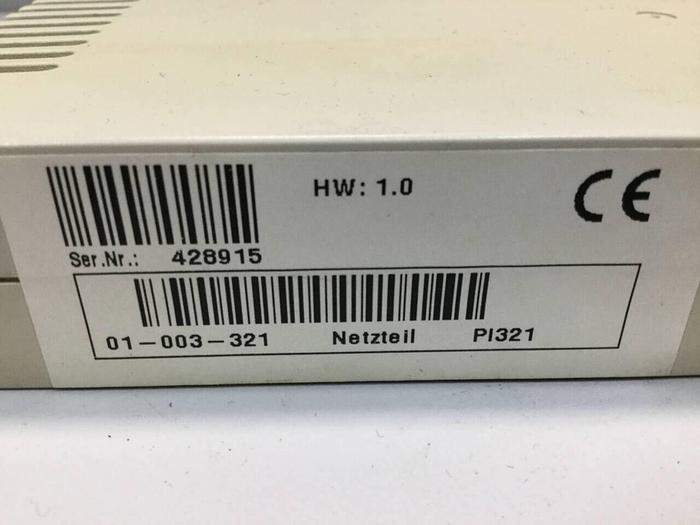 HW: 1.0
CE
Ser.Nr.: 428915
01-003-321 Netzteil PI321